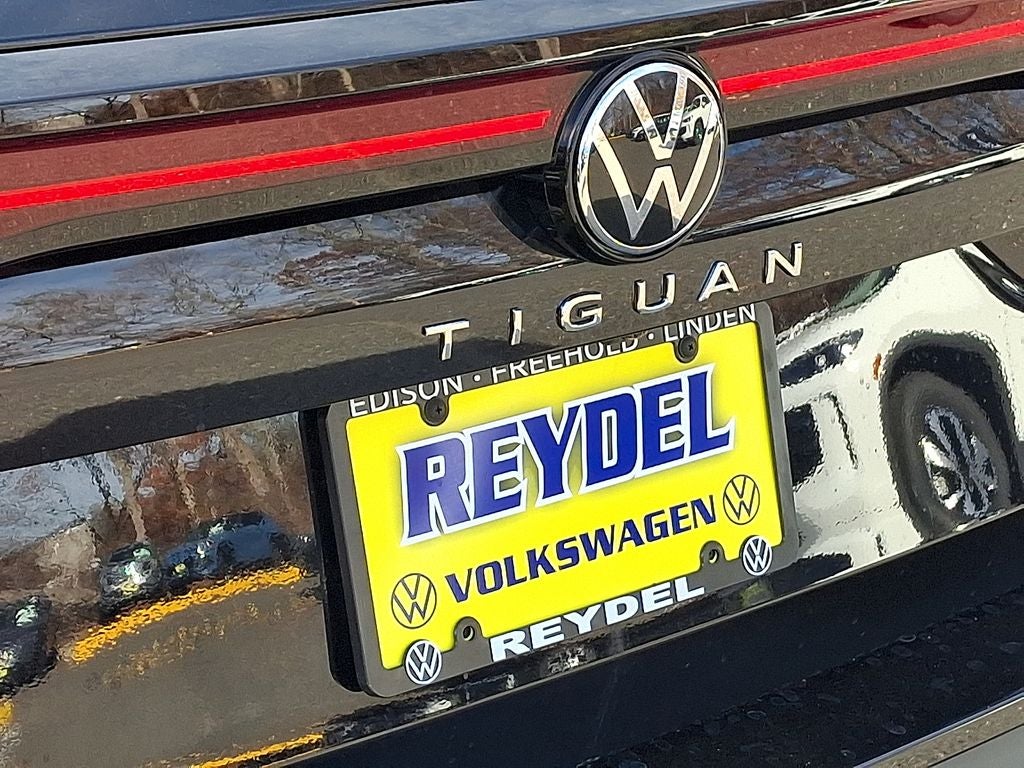 TIGUAN
EDISON · FREEHOLD · LINDEN
REYDEL
VOLKSWAGEN
REYDEL